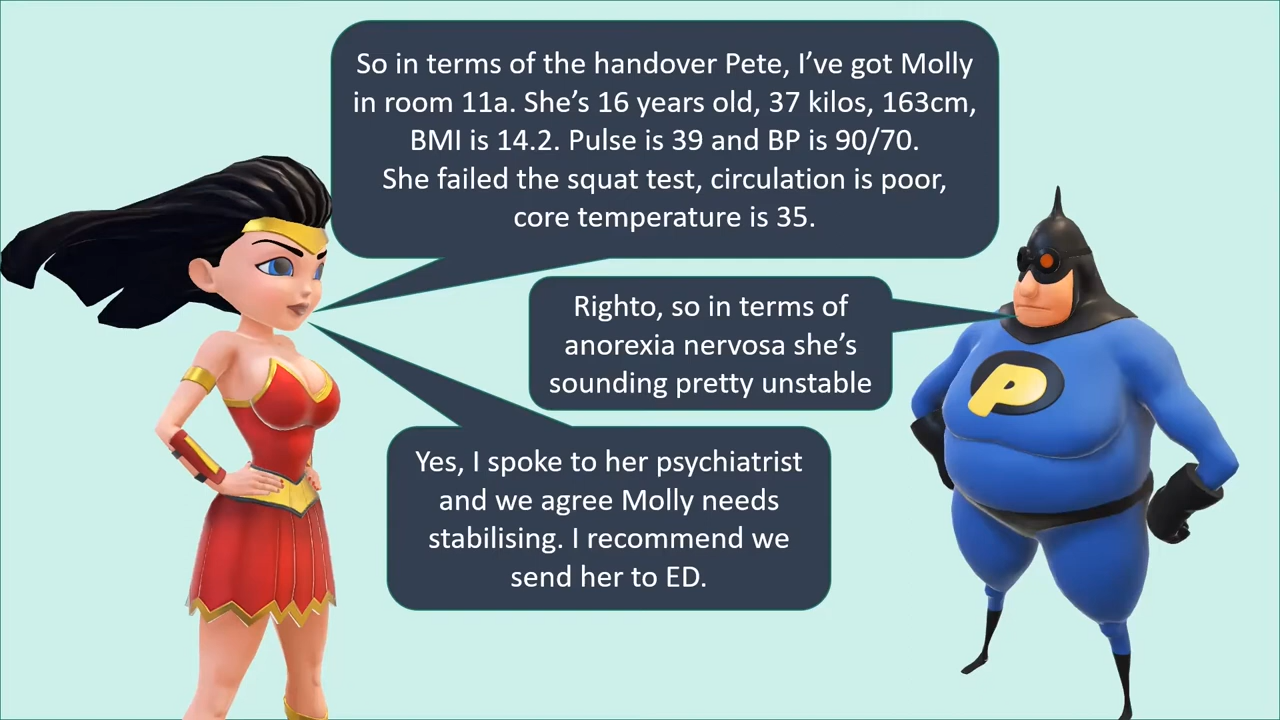 So in terms of the handover Pete, I’ve got Molly
in room 11a. She’s 16 years old, 37 kilos, 163cm,
BMI is 14.2. Pulse is 39 and BP is 90/70.
She failed the squat test, circulation is poor,
core temperature is 35.
Righto, so in terms of
anorexia nervosa she’s
sounding pretty unstable
P
Yes, I spoke to her psychiatrist
and we agree Molly needs
stabilising. I recommend we
send her to ED.